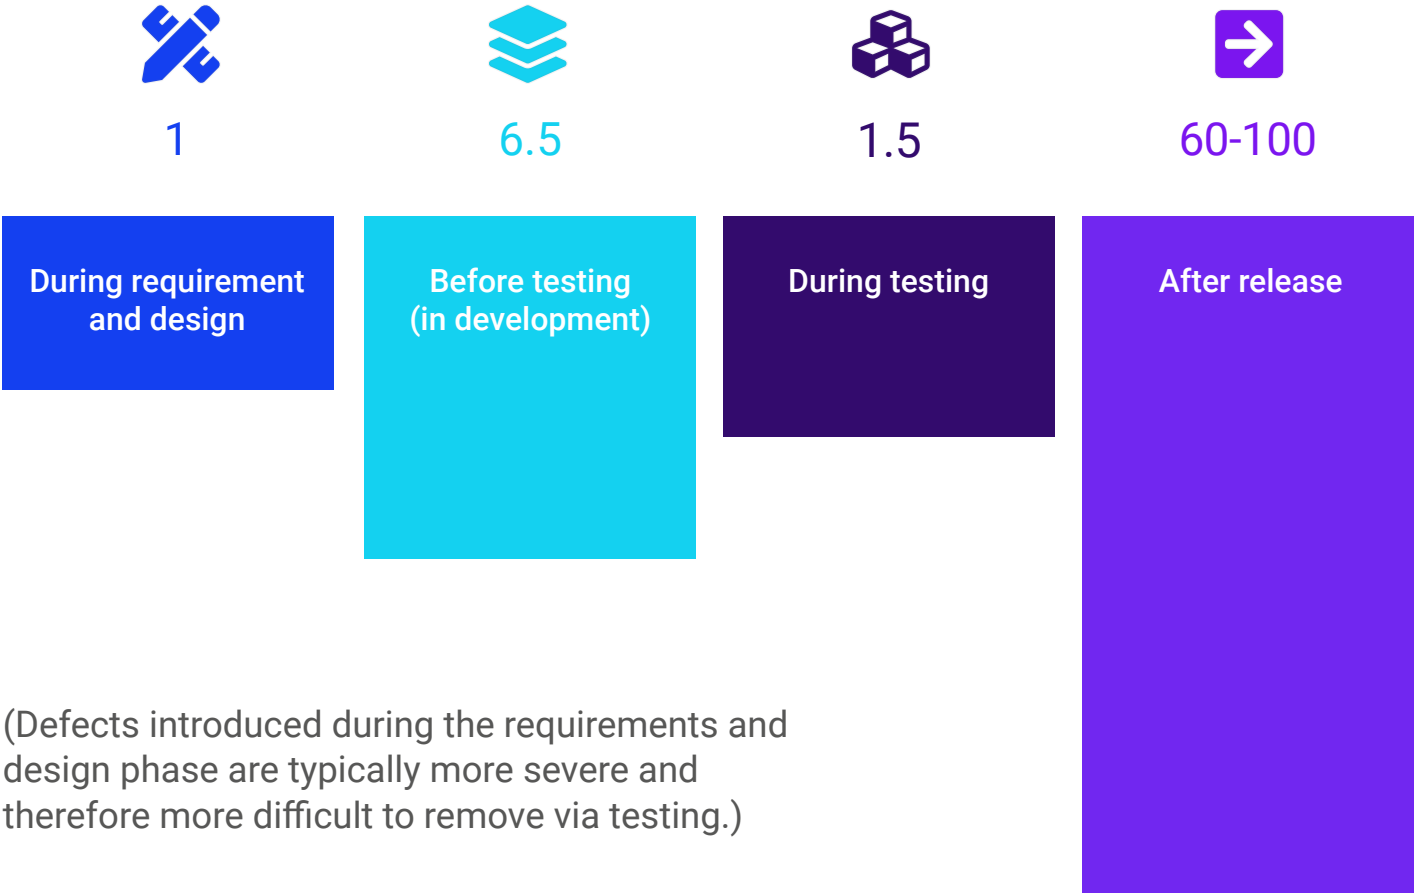 1
6.5
1.5
60-100
During requirement
and design
Before testing
(in development)
During testing
After release
(Defects introduced during the requirements and
design phase are typically more severe and
therefore more difficult to remove via testing.)